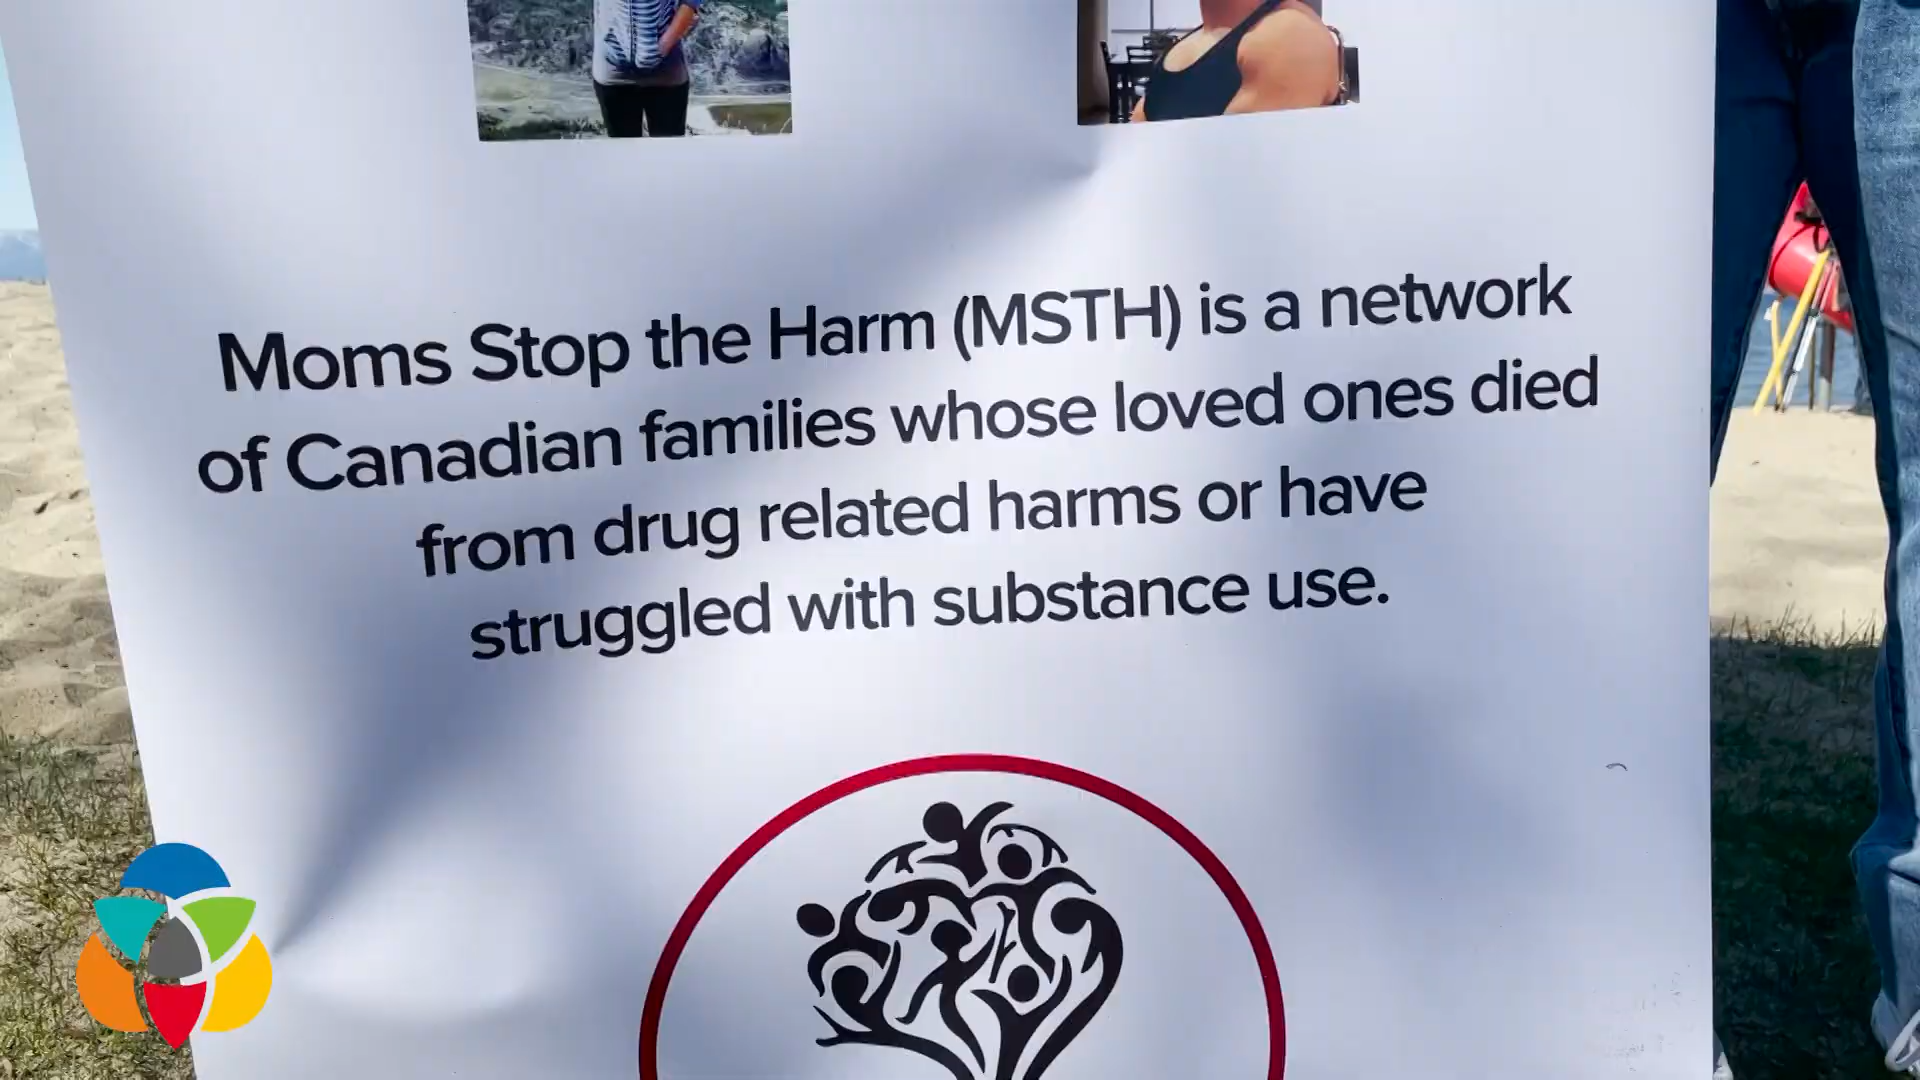 Moms Stop the Harm (MSTH) is a network
of Canadian families whose loved ones died
from drug related harms or have
struggled with substance use.